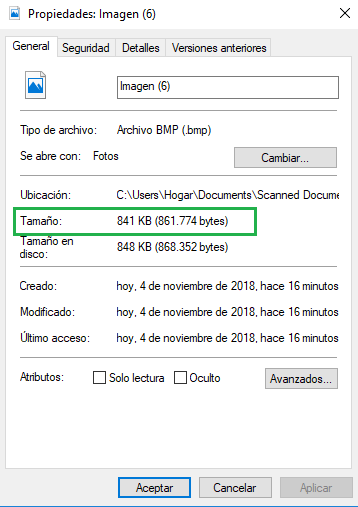 Propiedades: Imagen (6)
General Seguridad Detalles Versiones anteriores
Imagen (6)
Tipo de archivo: Archivo BMP (.bmp)
Se abre con: Fotos Cambiar...
Ubicación: C:\Users\Hogar\Documents\Scanned Docume
Tamaño: 841 KB (861.774 bytes)
Tamaño en disco: 848 KB (868.352 bytes)
Creado: hoy, 4 de noviembre de 2018, hace 16 minutos
Modificado: hoy, 4 de noviembre de 2018, hace 16 minutos
Último acceso: hoy, 4 de noviembre de 2018, hace 16 minutos
Atributos: Solo lectura Oculto Avanzados...
Aceptar Cancelar Aplicar